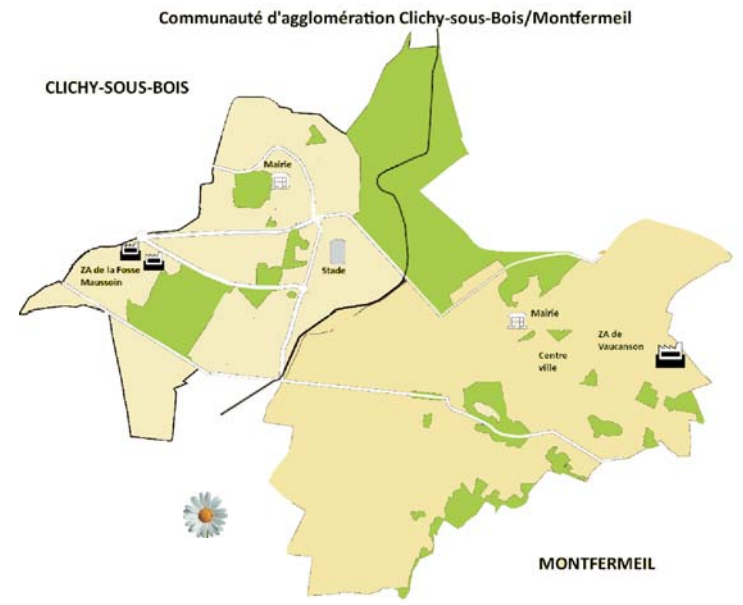 Communauté d'agglomération Clichy-sous-Bois/Montfermeil
CLICHY-SOUS-BOIS
Mairie
ZA de la Fosse
Maussoin
Stade
Mairie
ZA de
Vaucanson
Centre
ville
MONTFERMEIL